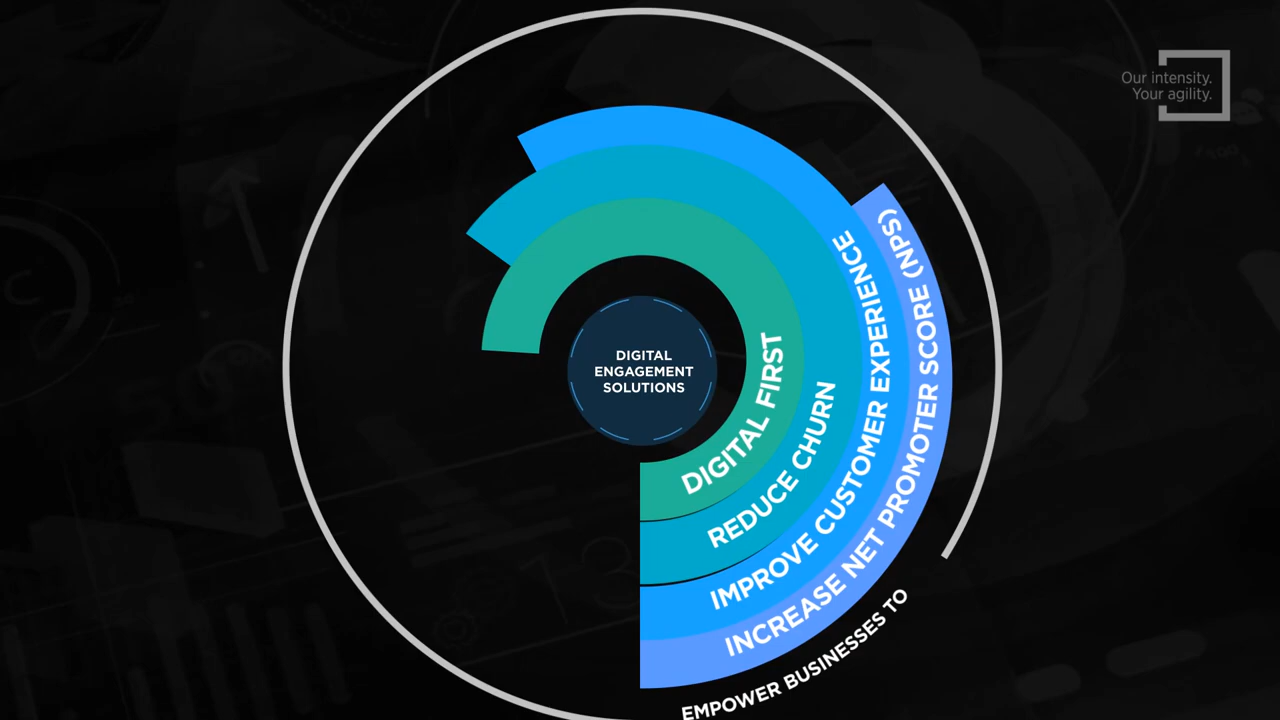 Our intensity.
Your agility.
DIGITAL
ENGAGEMENT
SOLUTIONS
DIGITAL FIRST
REDUCE CHURN
IMPROVE CUSTOMER EXPERIENCE
INCREASE NET PROMOTER SCORE (NPS)
EMPOWER BUSINESSES TO